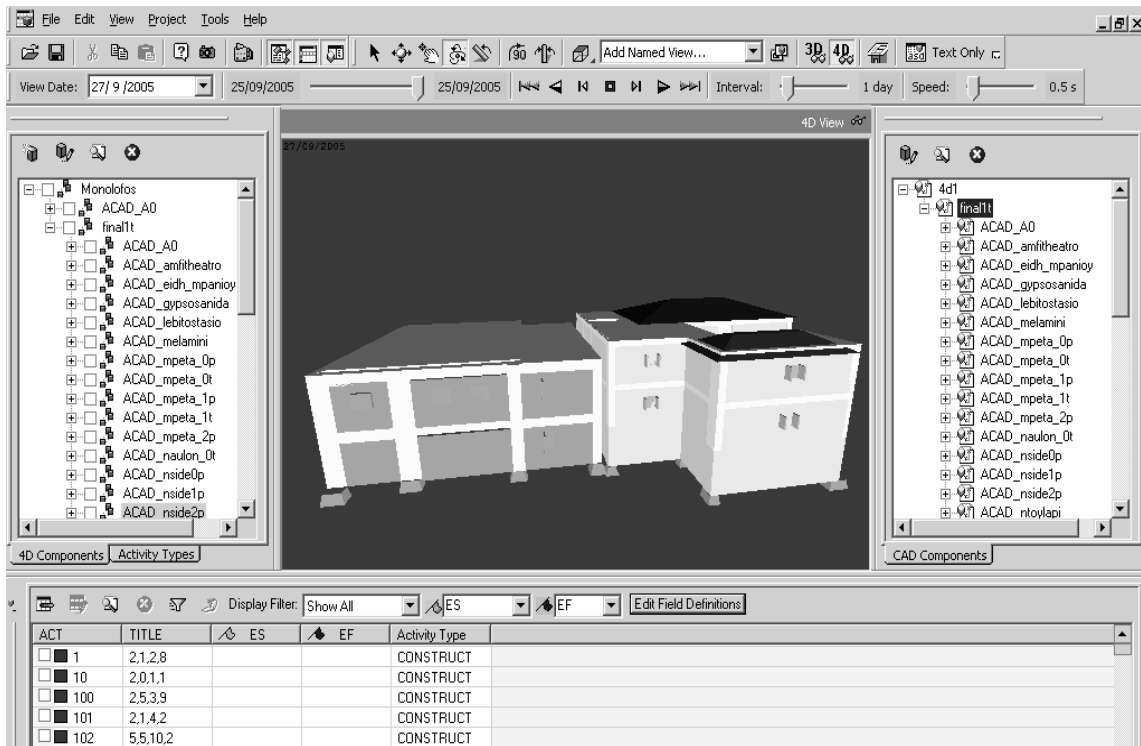 File Edit View Project Tools Help
90 Add Named View... 3D 4D asd Text Only
View Date: 27/ 9 /2005 25/09/2005 25/09/2005 Interval: 1 day Speed: 0.5 s
4D View
27/09/2005
Monolofos
ACAD_A0
final1t
ACAD_A0
ACAD_amfitheatro
ACAD_eidh_mpanioy
ACAD_gypsosanida
ACAD_lebitostasio
ACAD_melamini
ACAD_mpeta_0p
ACAD_mpeta_0t
ACAD_mpeta_1p
ACAD_mpeta_1t
ACAD_mpeta_2p
ACAD_naulon_0t
ACAD_nside0p
ACAD_nside1p
ACAD_nside2p
4D Components Activity Types
4d1
final1t
ACAD_A0
ACAD_amfitheatro
ACAD_eidh_mpanioy
ACAD_gypsosanida
ACAD_lebitostasio
ACAD_melamini
ACAD_mpeta_0p
ACAD_mpeta_0t
ACAD_mpeta_1p
ACAD_mpeta_1t
ACAD_mpeta_2p
ACAD_naulon_0t
ACAD_nside0p
ACAD_nside1p
ACAD_nside2p
ACAD_ntoylapi
CAD Components
Display Filter: Show All ES EF Edit Field Definitions
ACT TITLE ES EF Activity Type
1 2,1,2,8 CONSTRUCT
10 2,0,1,1 CONSTRUCT
100 2,5,3,9 CONSTRUCT
101 2,1,4,2 CONSTRUCT
102 5,5,10,2 CONSTRUCT